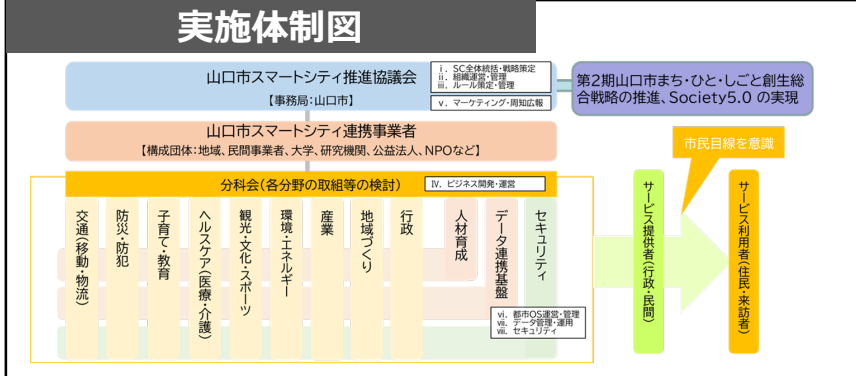 実施体制図
山口市スマートシティ推進協議会
【事務局:山口市】
ⅰ. SC全体統括・戦略策定
ⅱ. 組織運営・管理
ⅲ. ルール策定・管理
ⅴ. マーケティング・周知広報
第2期山口市まち・ひと・しごと創生総
合戦略の推進、Society5.0 の実現
山口市スマートシティ連携事業者
【構成団体:地域、民間事業者、大学、研究機関、公益法人、NPOなど】
市民目線を意識
分科会(各分野の取組等の検討)
Ⅳ. ビジネス開発・運営
交通(移動・物流)
防災・防犯
子育て・教育
ヘルスケア(医療・介護)
観光・文化・スポーツ
環境・エネルギー
産業
地域づくり
行政
人材育成
データ連携基盤
セキュリティ
ⅵ. 都市OS運営・管理
ⅶ. データ管理・運用
ⅷ. セキュリティ
サービス提供者(行政・民間)
サービス利用者(住民・来訪者)